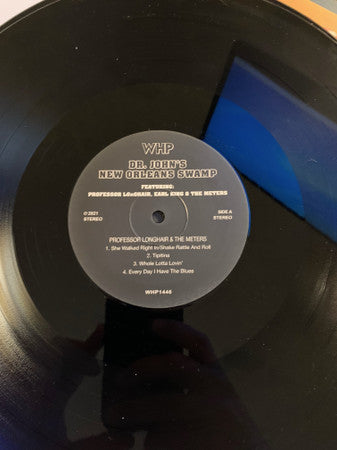 WHP
DR. JOHN'S
NEW ORLEANS SWAMP
FEATURING:
PROFESSOR LONGHAIR, EARL KING & THE METERS
© 2021 SIDE A
STEREO STEREO
PROFESSOR LONGHAIR & THE METERS
1. She Walked Right In/Shake Rattle And Roll
2. Tipitina
3. Whole Lotta Lovin'
4. Every Day I Have The Blues
WHP1446